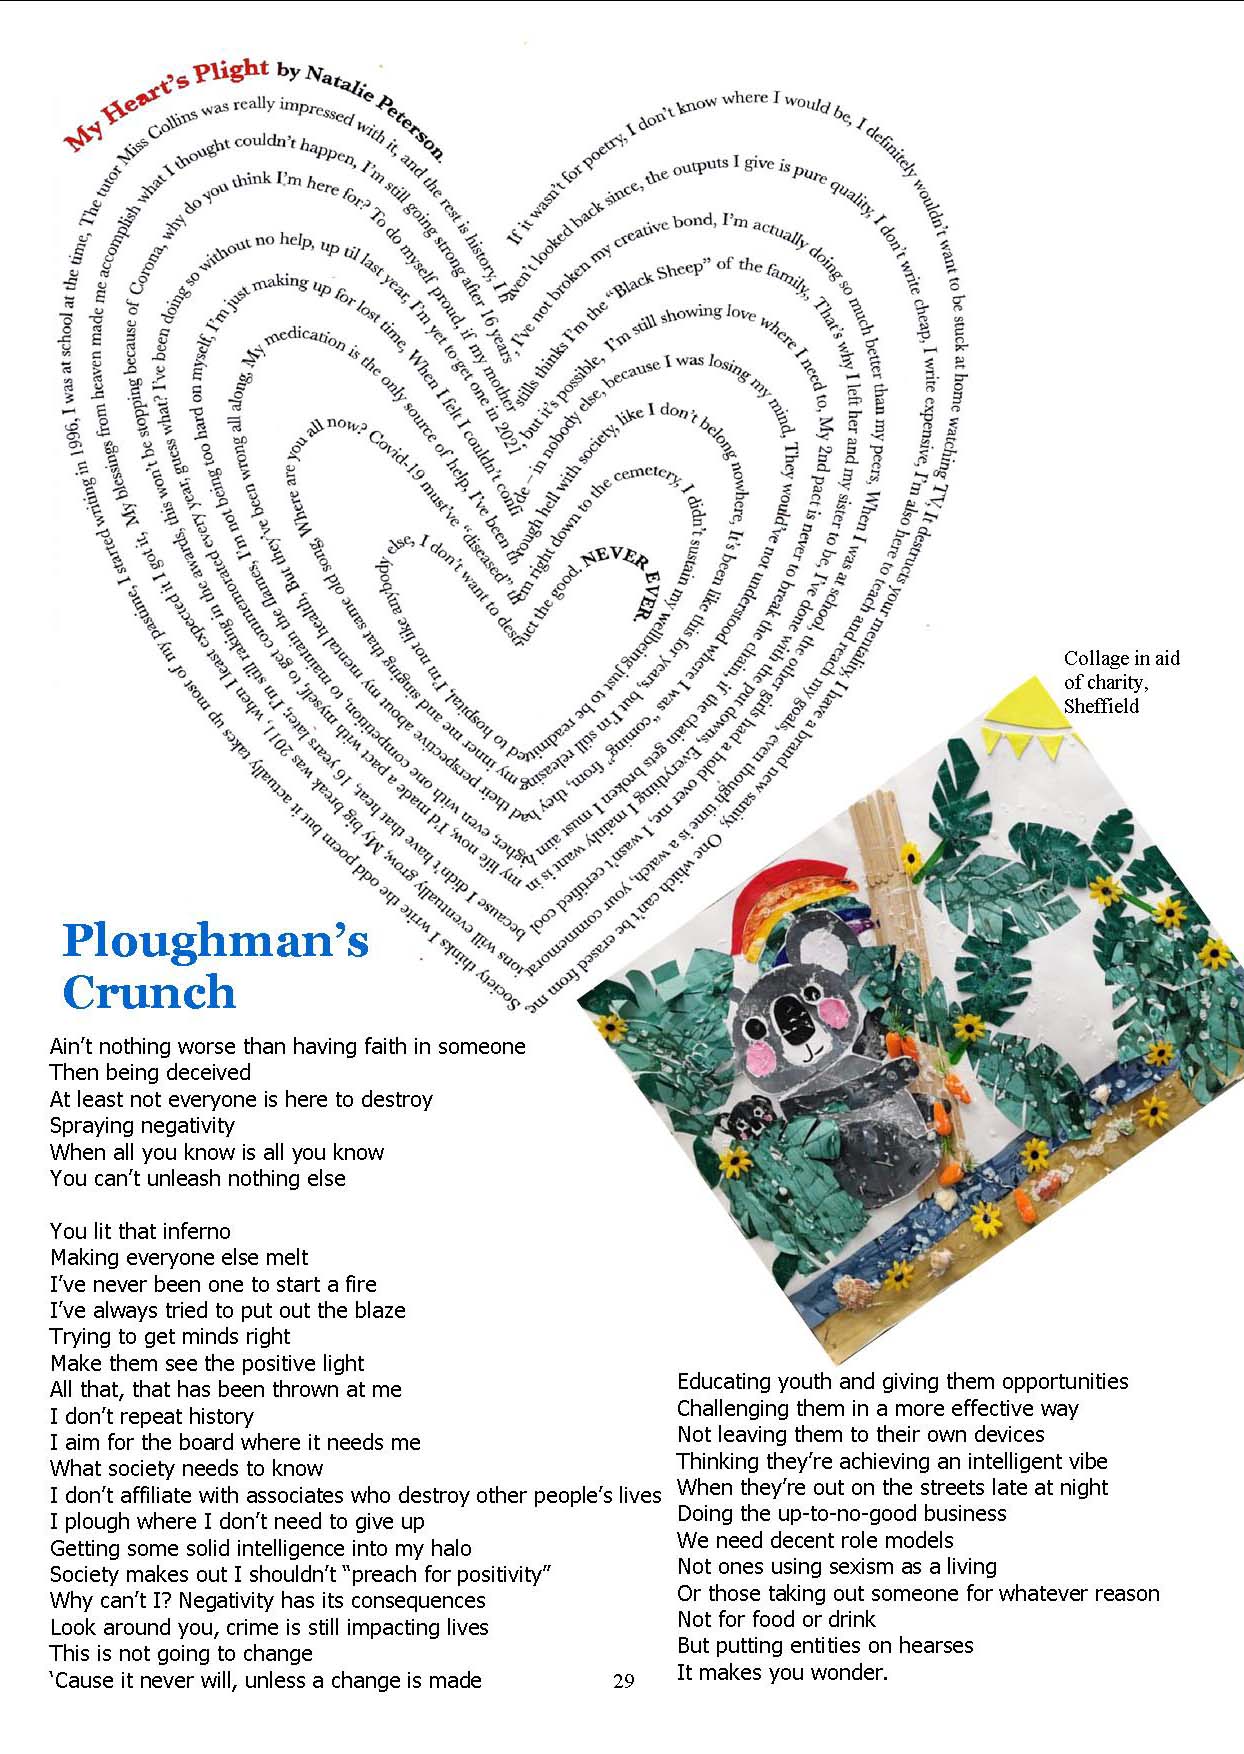 My Heart's Plight by Natalie Peterson.
If it wasn't for poetry, I don't know where I would be, I definitely wouldn't want to be stuck at home watching TV, It destructs your mentality, I have a brand new sanity, One which can't be erased from me, Society thinks I write the odd poem but it actually takes up most of my pastime, I started writing in 1996, I was at school at the time, The tutor Miss Collins was really impressed with it, and the rest is history, I haven't looked back since, the outputs I give is pure quality, I don't write cheap, I write expensive, I'm also here to teach and reach my goals, even though time is a watch, your commemorations will eventually grow, My big break was 2011, when I least expected it I got it, My blessings from heaven made me accomplish what I thought couldn't happen, I'm still going strong after 16 years, I've not broken my creative bond, I'm actually doing so much better than my peers, When I was at school, the other girls had a hold over me, I wasn't certified cool because I didn't have that heat, 16 years later, I'm still raking in the awards, this won't be stopping because of Corona, why do you think I'm here for? To do myself proud, if my mother stills thinks I'm the “Black Sheep” of the family,, That's why I left her and my sister to be, I've done with the put downs, Everything I mainly want is in my life now, I'd made a pact with myself, to get commemorated every year, guess what? I've been doing so without no help, up til last year, I'm yet to get one in 2021, but it's possible, I'm still showing love where I need to, My 2nd pact is never to break the chain, if the chain gets broken I must aim higher, even with one competition, to maintain the flames, I'm not being too hard on myself, I'm just making up for lost time, When I felt I couldn't confide – in nobody else, because I was losing my mind, They would've not understood where I was “coming” from, they had their perspective about my mental health, But they've been wrong all along, My medication is the only source of help, I've been through hell with society, like I don't belong nowhere, It's been like this for years, but I'm still releasing my inner me and singing that same old song, Where are you all now? Covid-19 must've “diseased” them right down to the cemetery, I didn't sustain my wellbeing just to be readmitted to hospital, I'm not like anybody else, I don't want to destruct the good. NEVER EVER.
Collage in aid
of charity,
Sheffield
Ploughman's
Crunch
Ain't nothing worse than having faith in someone
Then being deceived
At least not everyone is here to destroy
Spraying negativity
When all you know is all you know
You can't unleash nothing else
You lit that inferno
Making everyone else melt
I've never been one to start a fire
I've always tried to put out the blaze
Trying to get minds right
Make them see the positive light
All that, that has been thrown at me
I don't repeat history
I aim for the board where it needs me
What society needs to know
I don't affiliate with associates who destroy other people's lives
I plough where I don't need to give up
Getting some solid intelligence into my halo
Society makes out I shouldn't “preach for positivity”
Why can't I? Negativity has its consequences
Look around you, crime is still impacting lives
This is not going to change
‘Cause it never will, unless a change is made
Educating youth and giving them opportunities
Challenging them in a more effective way
Not leaving them to their own devices
Thinking they're achieving an intelligent vibe
When they're out on the streets late at night
Doing the up-to-no-good business
We need decent role models
Not ones using sexism as a living
Or those taking out someone for whatever reason
Not for food or drink
But putting entities on hearses
It makes you wonder.
29